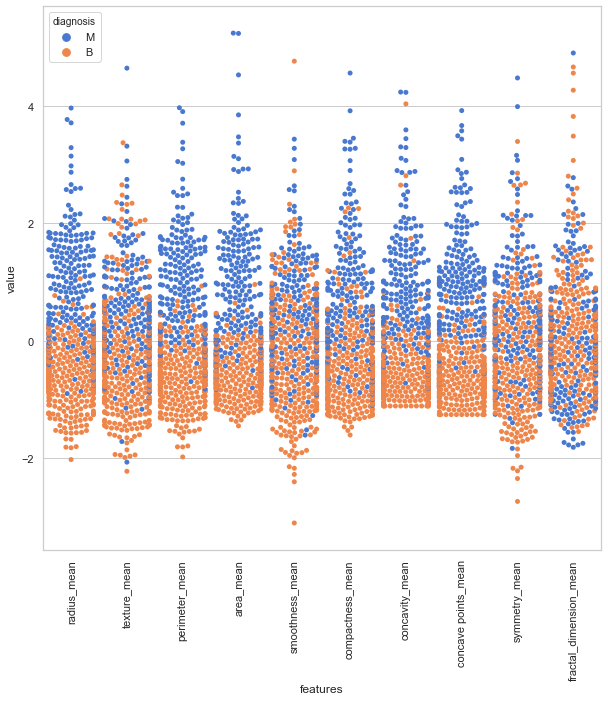 diagnosis
M
B
4
2
0
−2
value
radius_mean
texture_mean
perimeter_mean
area_mean
smoothness_mean
compactness_mean
concavity_mean
concave points_mean
symmetry_mean
fractal_dimension_mean
features